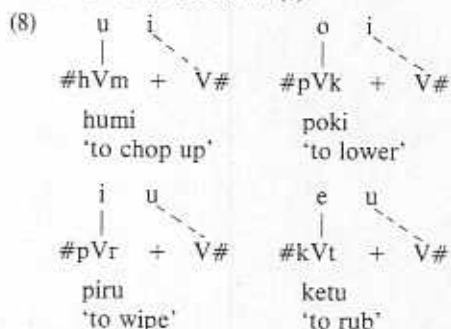 (8) u i o i
#hVm + V# #pVk + V#
humi poki
'to chop up' 'to lower'
i u e u
#pVr + V# #kVt + V#
piru ketu
'to wipe' 'to rub'